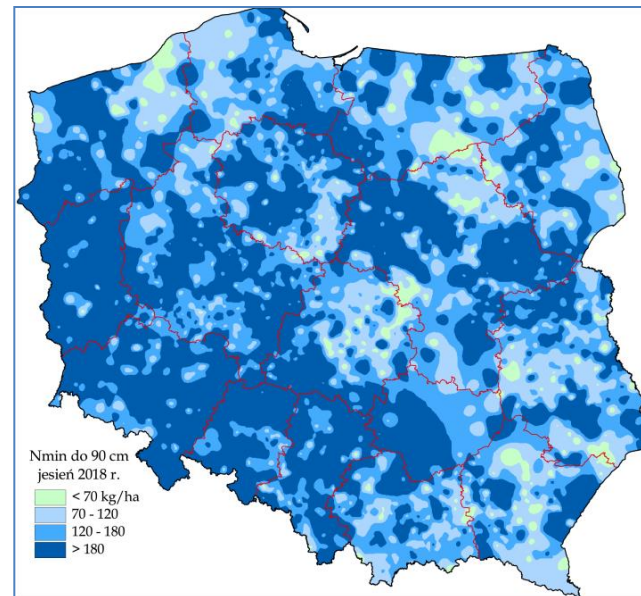 Nmin do 90 cm
jesień 2018 r.
< 70 kg/ha
70 - 120
120 - 180
> 180